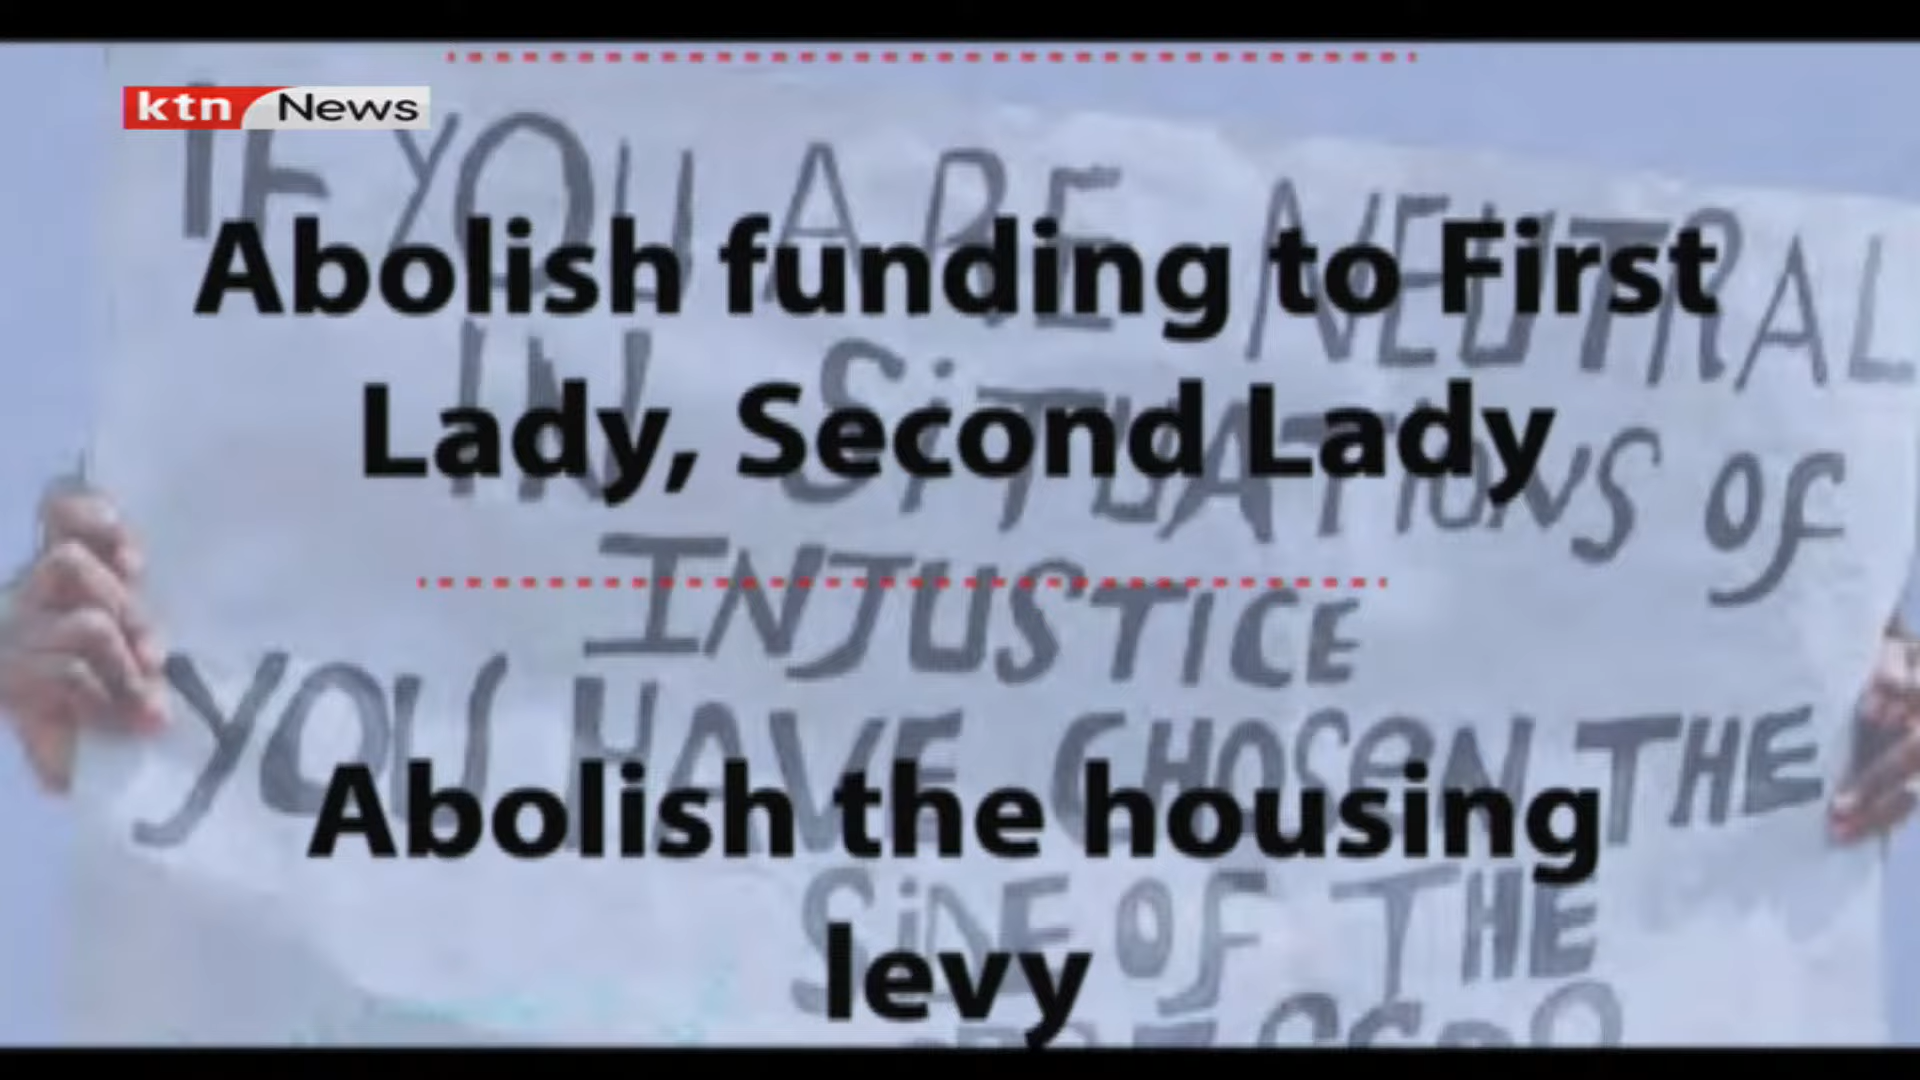 ktn News
IF YOU ARE NEUTRAL
Abolish funding to First
IN SiTUATIONS OF
Lady, Second Lady
INJUSTICE
YOU HAVE CHOSEN THE
Abolish the housing
SiDE OF THE
levy